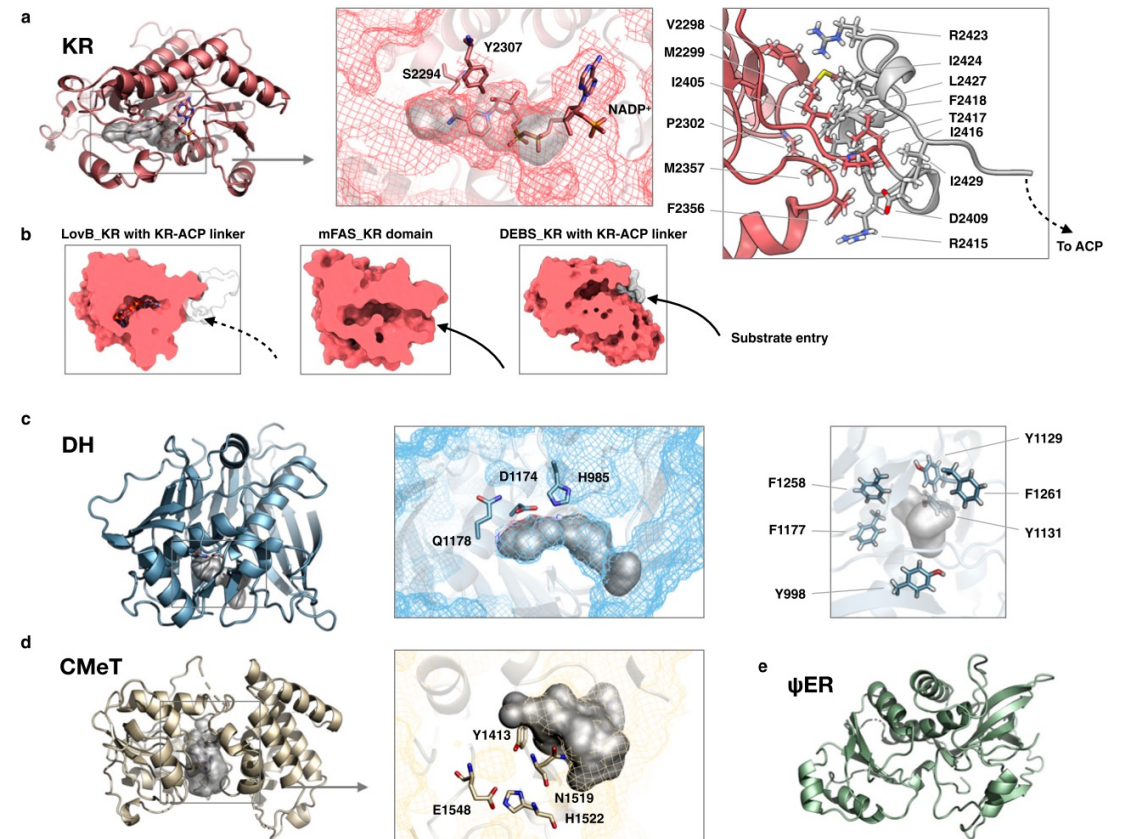 a
KR
S2294
Y2307
NADP+
V2298
M2299
I2405
P2302
M2357
F2356
R2423
I2424
L2427
F2418
T2417
I2416
I2429
D2409
R2415
To ACP
b
LovB_KR with KR-ACP linker
mFAS_KR domain
DEBS_KR with KR-ACP linker
Substrate entry
c
DH
D1174
H985
Q1178
Y1129
F1258
F1261
F1177
Y1131
Y998
d
CMeT
Y1413
E1548
N1519
H1522
e
ψER